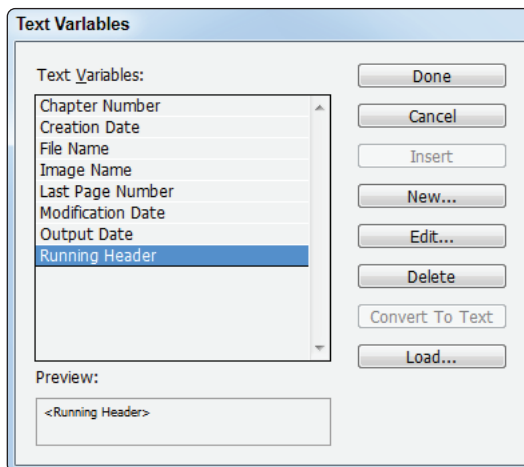 Text Variables
Text Variables:
Chapter Number
Creation Date
File Name
Image Name
Last Page Number
Modification Date
Output Date
Running Header
Preview:
<Running Header>
Done
Cancel
Insert
New...
Edit...
Delete
Convert To Text
Load...